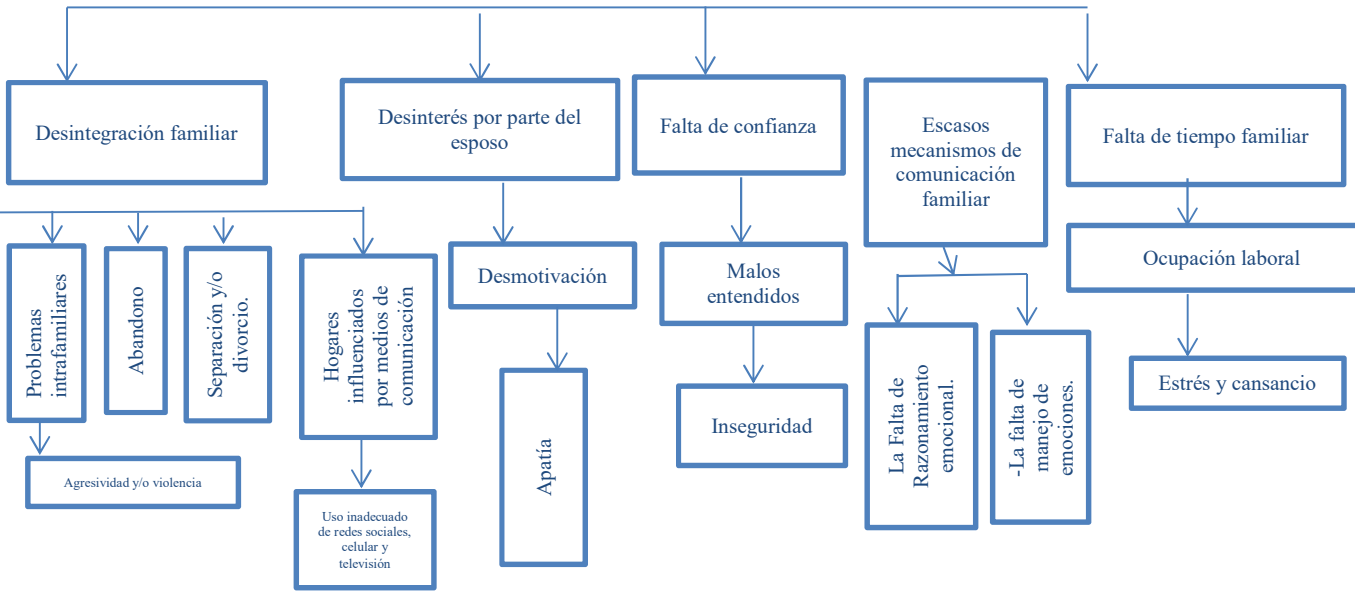 Desintegración familiar
Desinterés por parte del
esposo
Falta de confianza
Escasos
mecanismos de
comunicación
familiar
Falta de tiempo familiar
Problemas
intrafamiliares
Abandono
Separación y/o
divorcio.
Hogares
influenciados
por medios de
comunicación
Desmotivación
Malos
entendidos
Ocupación laboral
Agresividad y/o violencia
Uso inadecuado
de redes sociales,
celular y
televisión
Apatía
Inseguridad
La Falta de
Razonamiento
emocional.
-La falta de
manejo de
emociones.
Estrés y cansancio